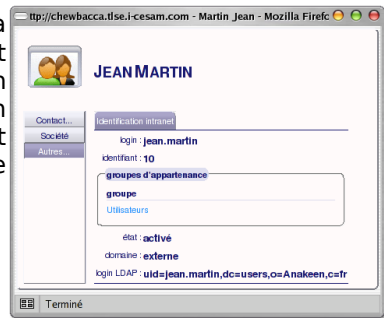 ttp://chewbacca.tlse.i-cesam.com - Martin Jean - Mozilla Firefo
JEAN MARTIN
Contact...
Société
Autres...
Identification intranet
login : jean.martin
identifiant : 10
groupes d'appartenance
groupe
Utilisateurs
état : activé
domaine : externe
login LDAP : uid=jean.martin,dc=users,o=Anakeen,c=fr
Terminé